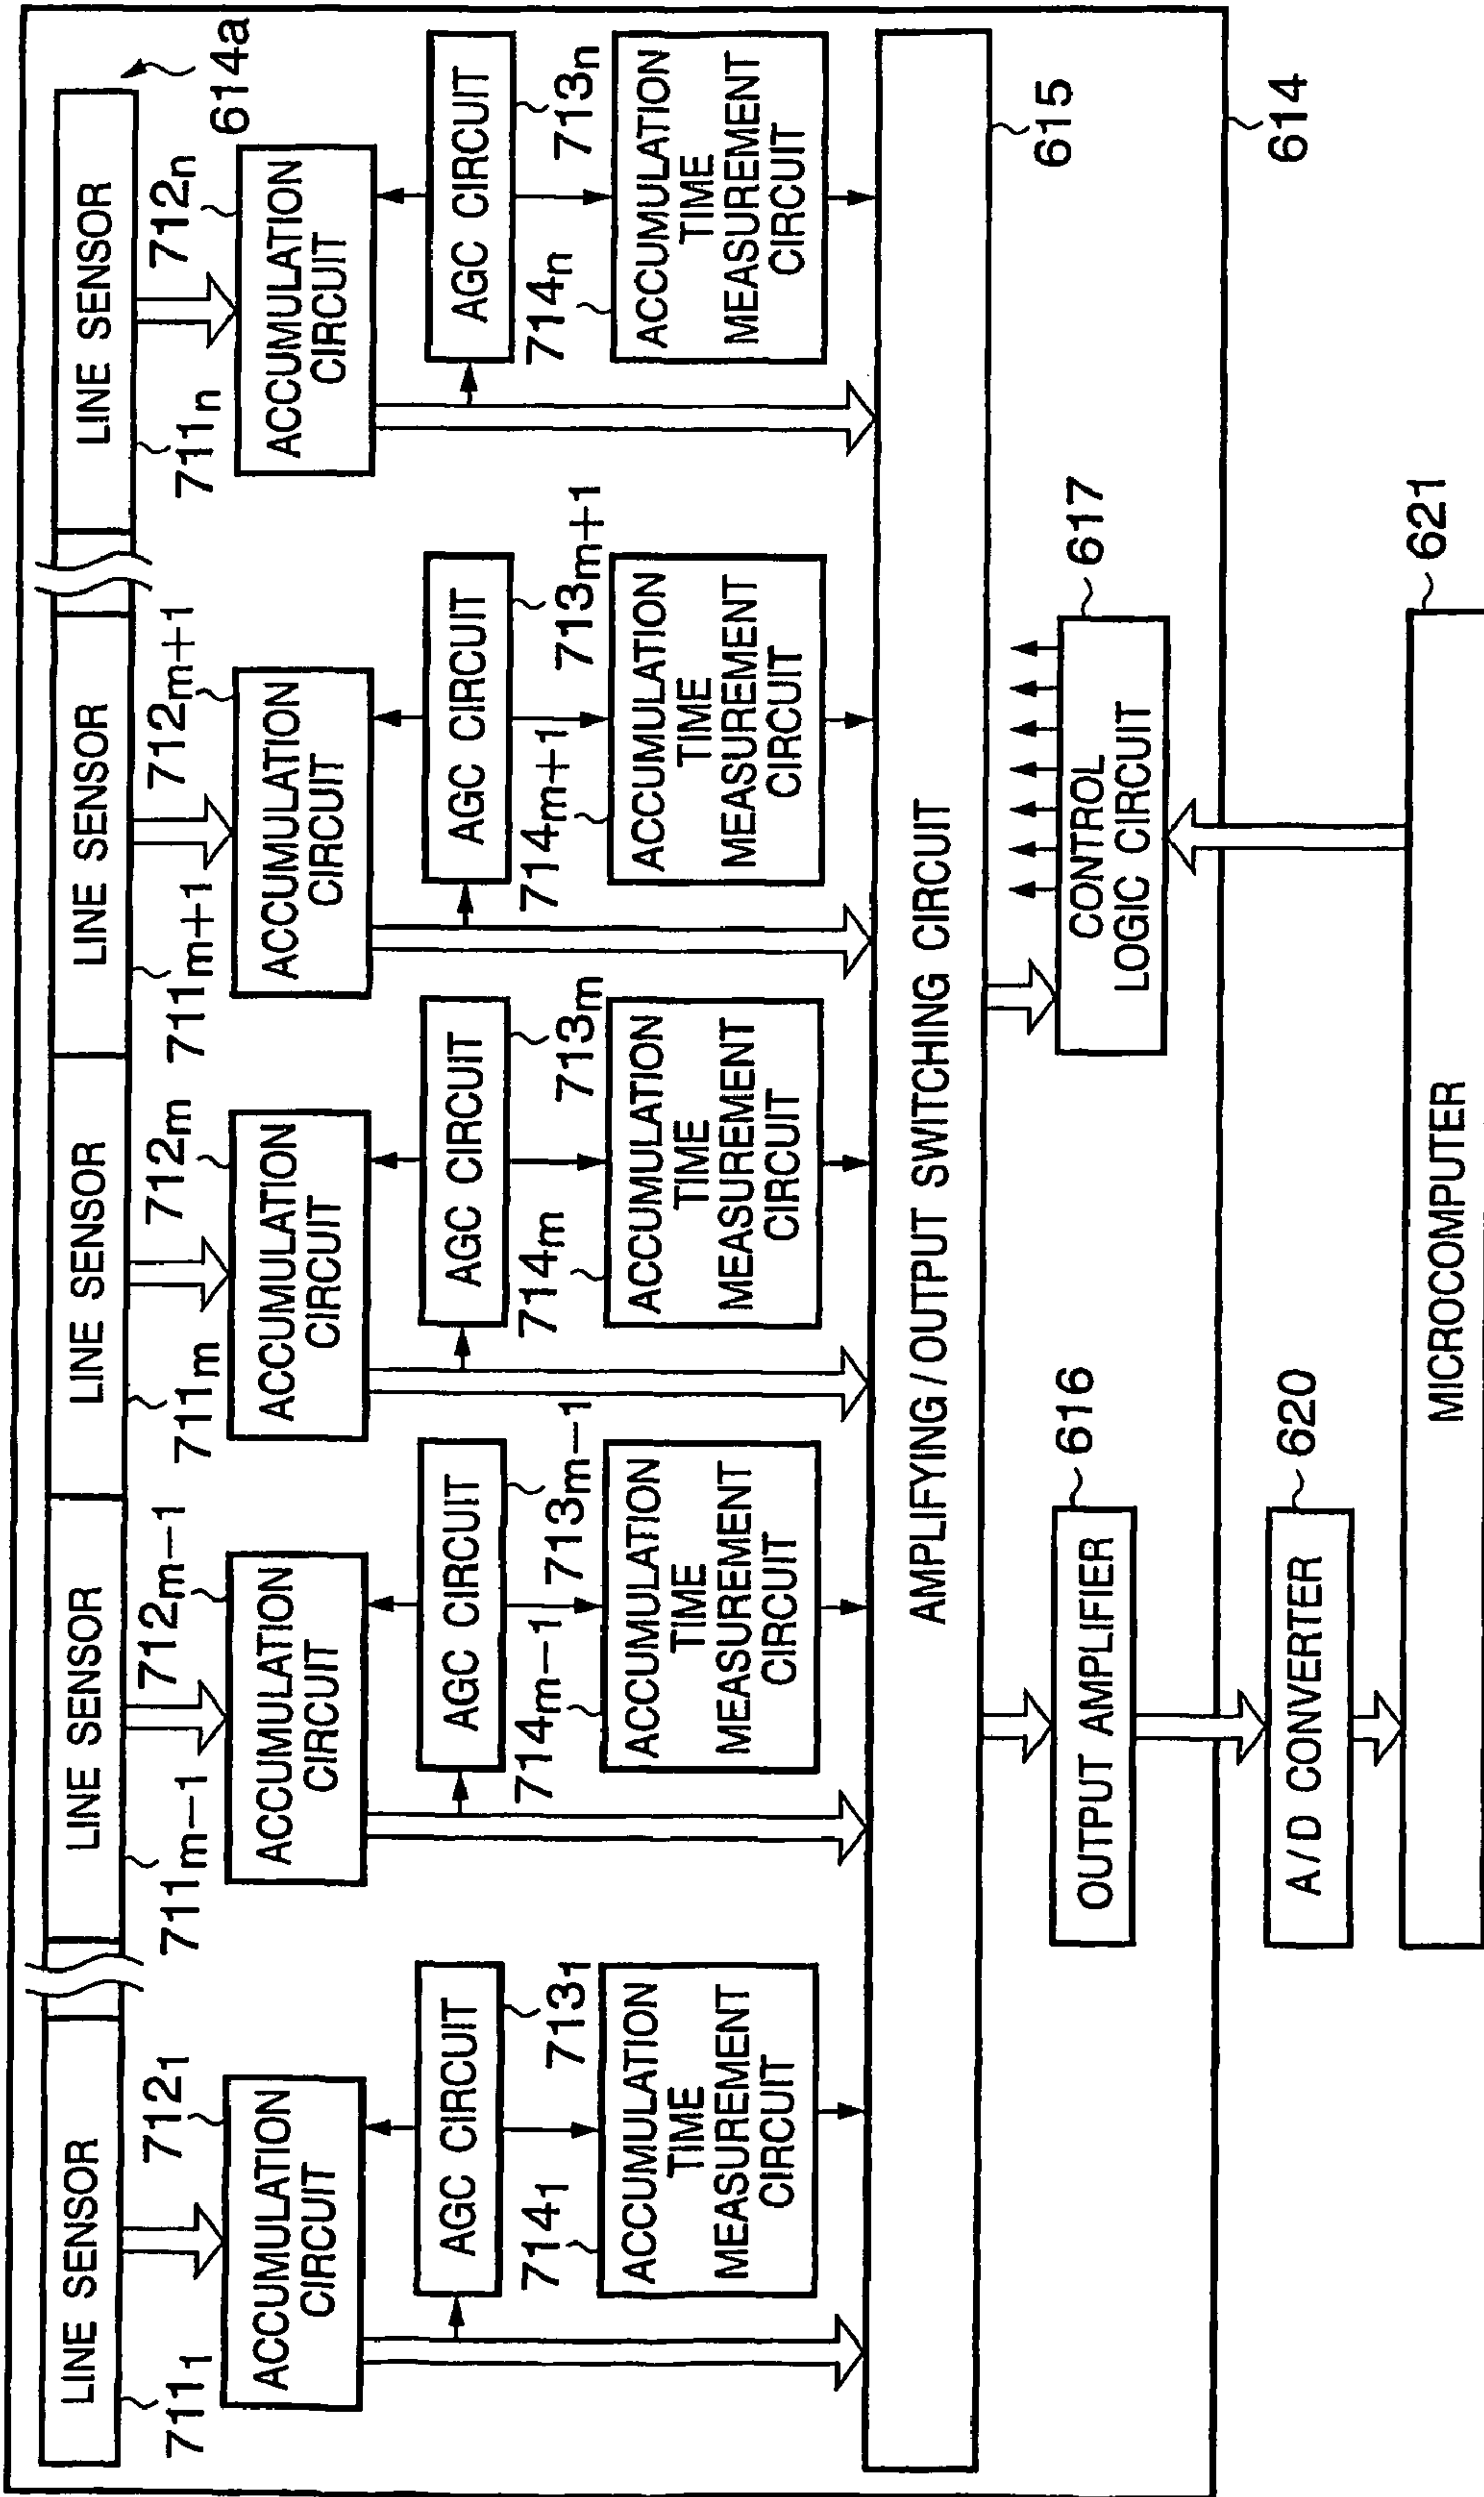 614a
LINE SENSOR
LINE SENSOR
LINE SENSOR
LINE SENSOR
LINE SENSOR
711₁
712₁
711m−1
712m−1
711m
712m
711m+1
712m+1
711n
712n
ACCUMULATION
CIRCUIT
ACCUMULATION
CIRCUIT
ACCUMULATION
CIRCUIT
ACCUMULATION
CIRCUIT
ACCUMULATION
CIRCUIT
AGC CIRCUIT
AGC CIRCUIT
AGC CIRCUIT
AGC CIRCUIT
AGC CIRCUIT
714₁
713₁
714m−1
713m−1
714m
713m
714m+1
713m+1
714n
713n
ACCUMULATION
TIME
MEASUREMENT
CIRCUIT
ACCUMULATION
TIME
MEASUREMENT
CIRCUIT
ACCUMULATION
TIME
MEASUREMENT
CIRCUIT
ACCUMULATION
TIME
MEASUREMENT
CIRCUIT
ACCUMULATION
TIME
MEASUREMENT
CIRCUIT
AMPLIFYING / OUTPUT SWITCHING CIRCUIT
615
616
OUTPUT AMPLIFIER
617
CONTROL
LOGIC CIRCUIT
614
620
A/D CONVERTER
621
MICROCOMPUTER